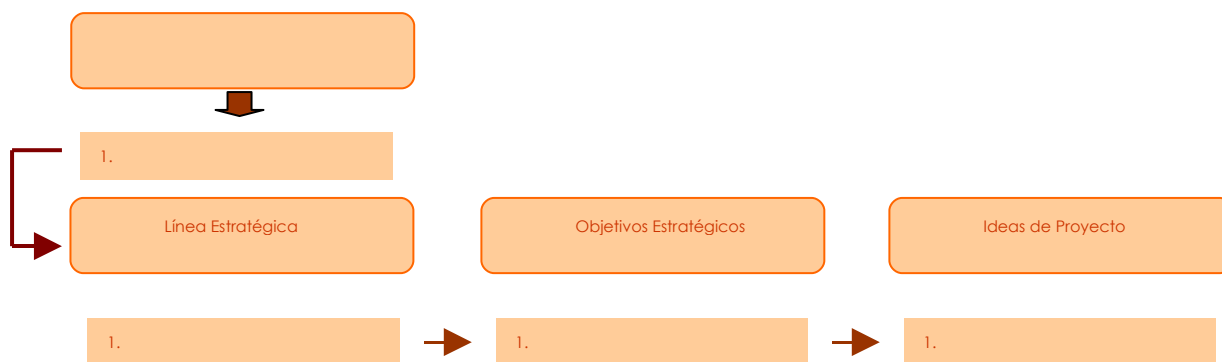 1.
Línea Estratégica
Objetivos Estratégicos
Ideas de Proyecto
1.
1.
1.